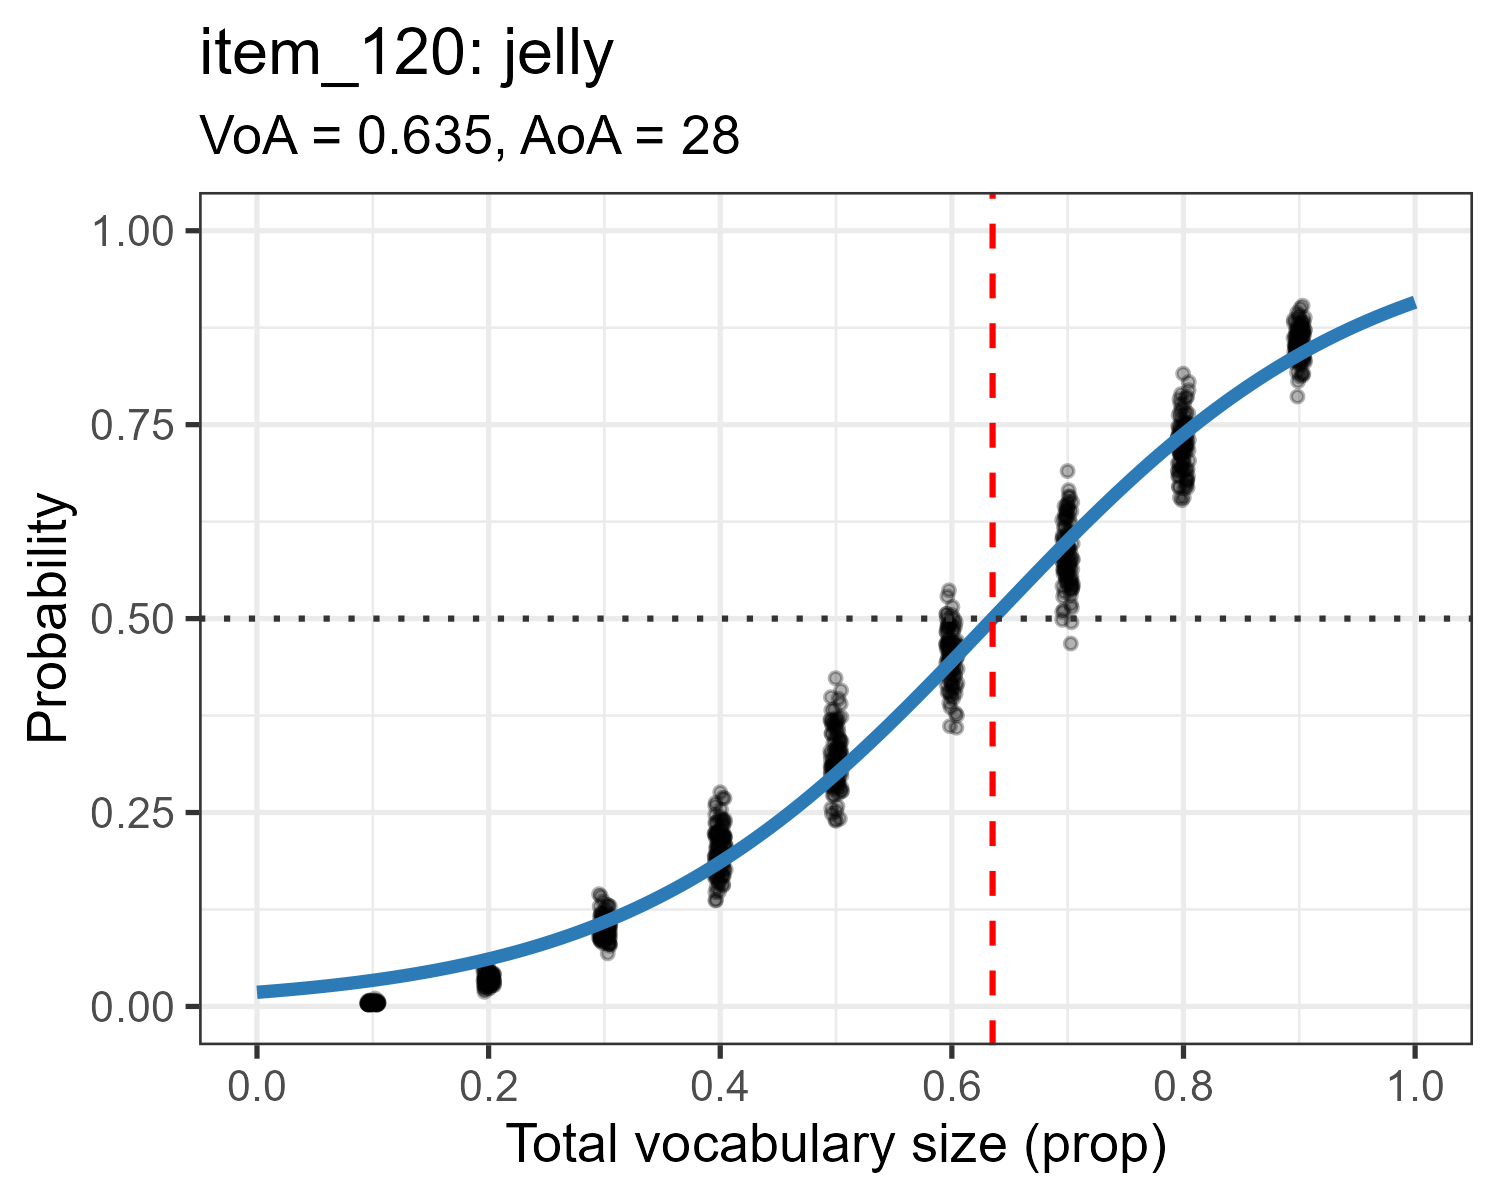 item_120: jelly
VoA = 0.635, AoA = 28
1.00
0.75
0.50
0.25
0.00
Probability
0.0 0.2 0.4 0.6 0.8 1.0
Total vocabulary size (prop)